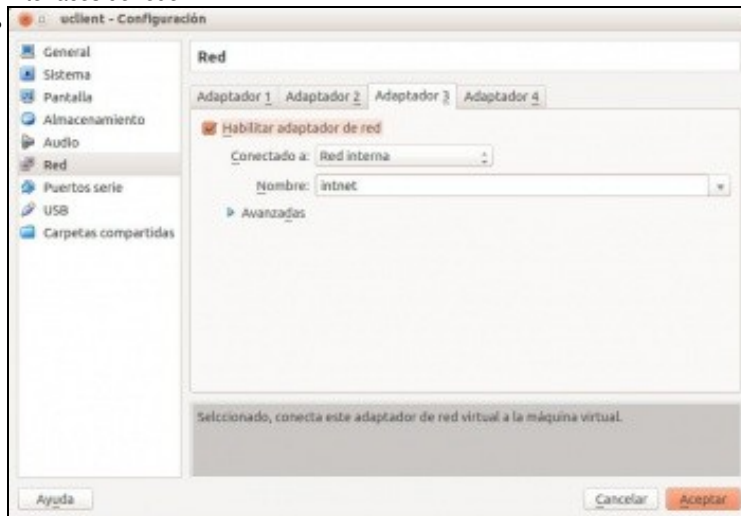 uclient - Configuración
General
Sistema
Pantalla
Almacenamiento
Audio
Red
Puertos serie
USB
Carpetas compartidas
Red
Adaptador 1 Adaptador 2 Adaptador 3 Adaptador 4
Habilitar adaptador de red
Conectado a: Red interna
Nombre: intnet
Avanzadas
Selccionado, conecta este adaptador de red virtual a la máquina virtual.
Ayuda
Cancelar Aceptar